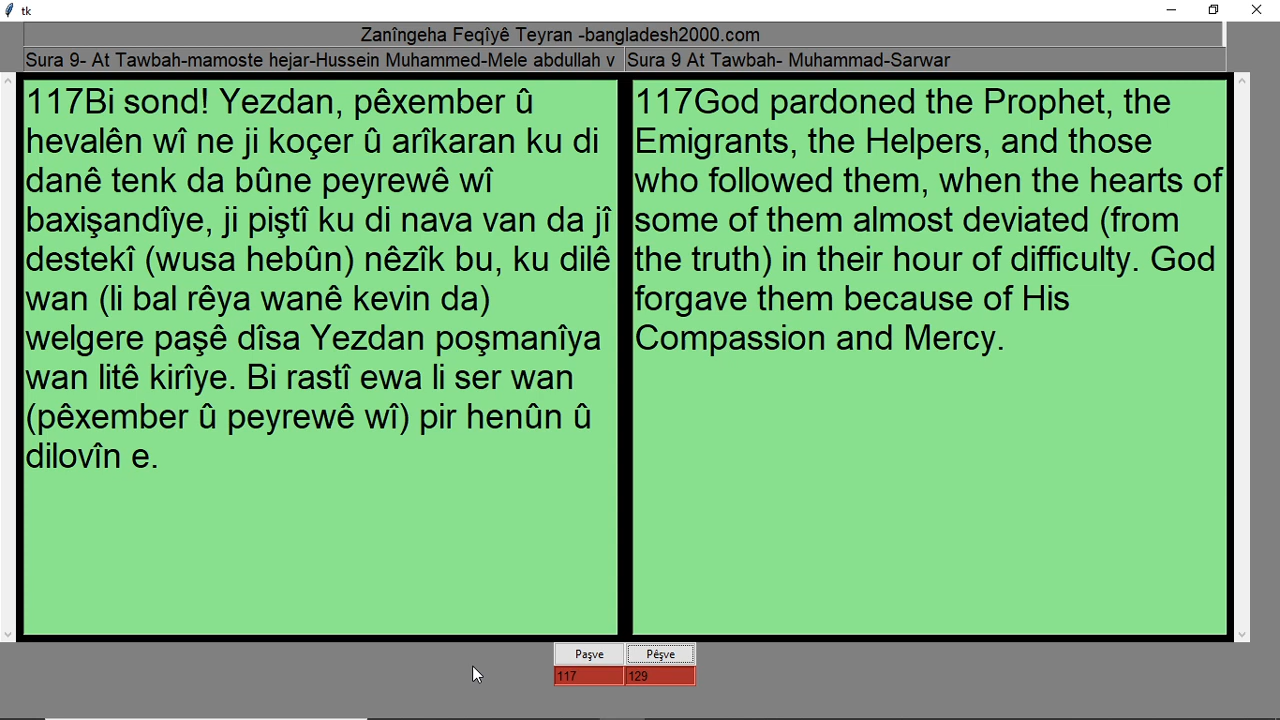 tk
Zanîngeha Feqîyê Teyran -bangladesh2000.com
Sura 9- At Tawbah-mamoste hejar-Hussein Muhammed-Mele abdullah v
Sura 9 At Tawbah- Muhammad-Sarwar
117Bi sond! Yezdan, pêxember û
hevalên wî ne ji koçer û arîkaran ku di
danê tenk da bûne peyrewê wî
baxişandîye, ji piştî ku di nava van da jî
destekî (wusa hebûn) nêzîk bu, ku dilê
wan (li bal rêya wanê kevin da)
welgere paşê dîsa Yezdan poşmanîya
wan litê kirîye. Bi rastî ewa li ser wan
(pêxember û peyrewê wî) pir henûn û
dilovîn e.
117God pardoned the Prophet, the
Emigrants, the Helpers, and those
who followed them, when the hearts of
some of them almost deviated (from
the truth) in their hour of difficulty. God
forgave them because of His
Compassion and Mercy.
Paşve
Pêşve
117
129